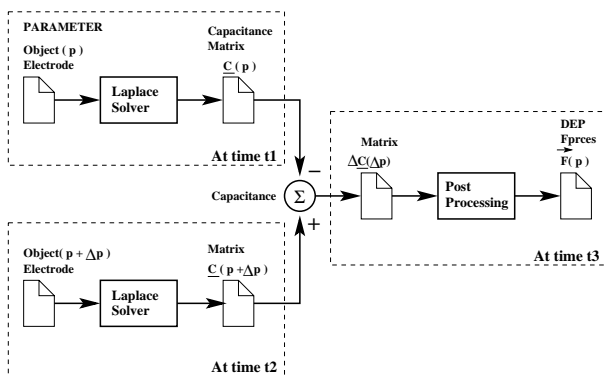 PARAMETER
Object( p )
Electrode
Laplace
Solver
Capacitance
Matrix
C ( p )
At time t1
Capacitance
Σ
−
+
Object( p + Δp )
Electrode
Laplace
Solver
Matrix
C ( p +Δp )
At time t2
Matrix
ΔC(Δp)
Post
Processing
DEP
Fprces
F( p )
At time t3